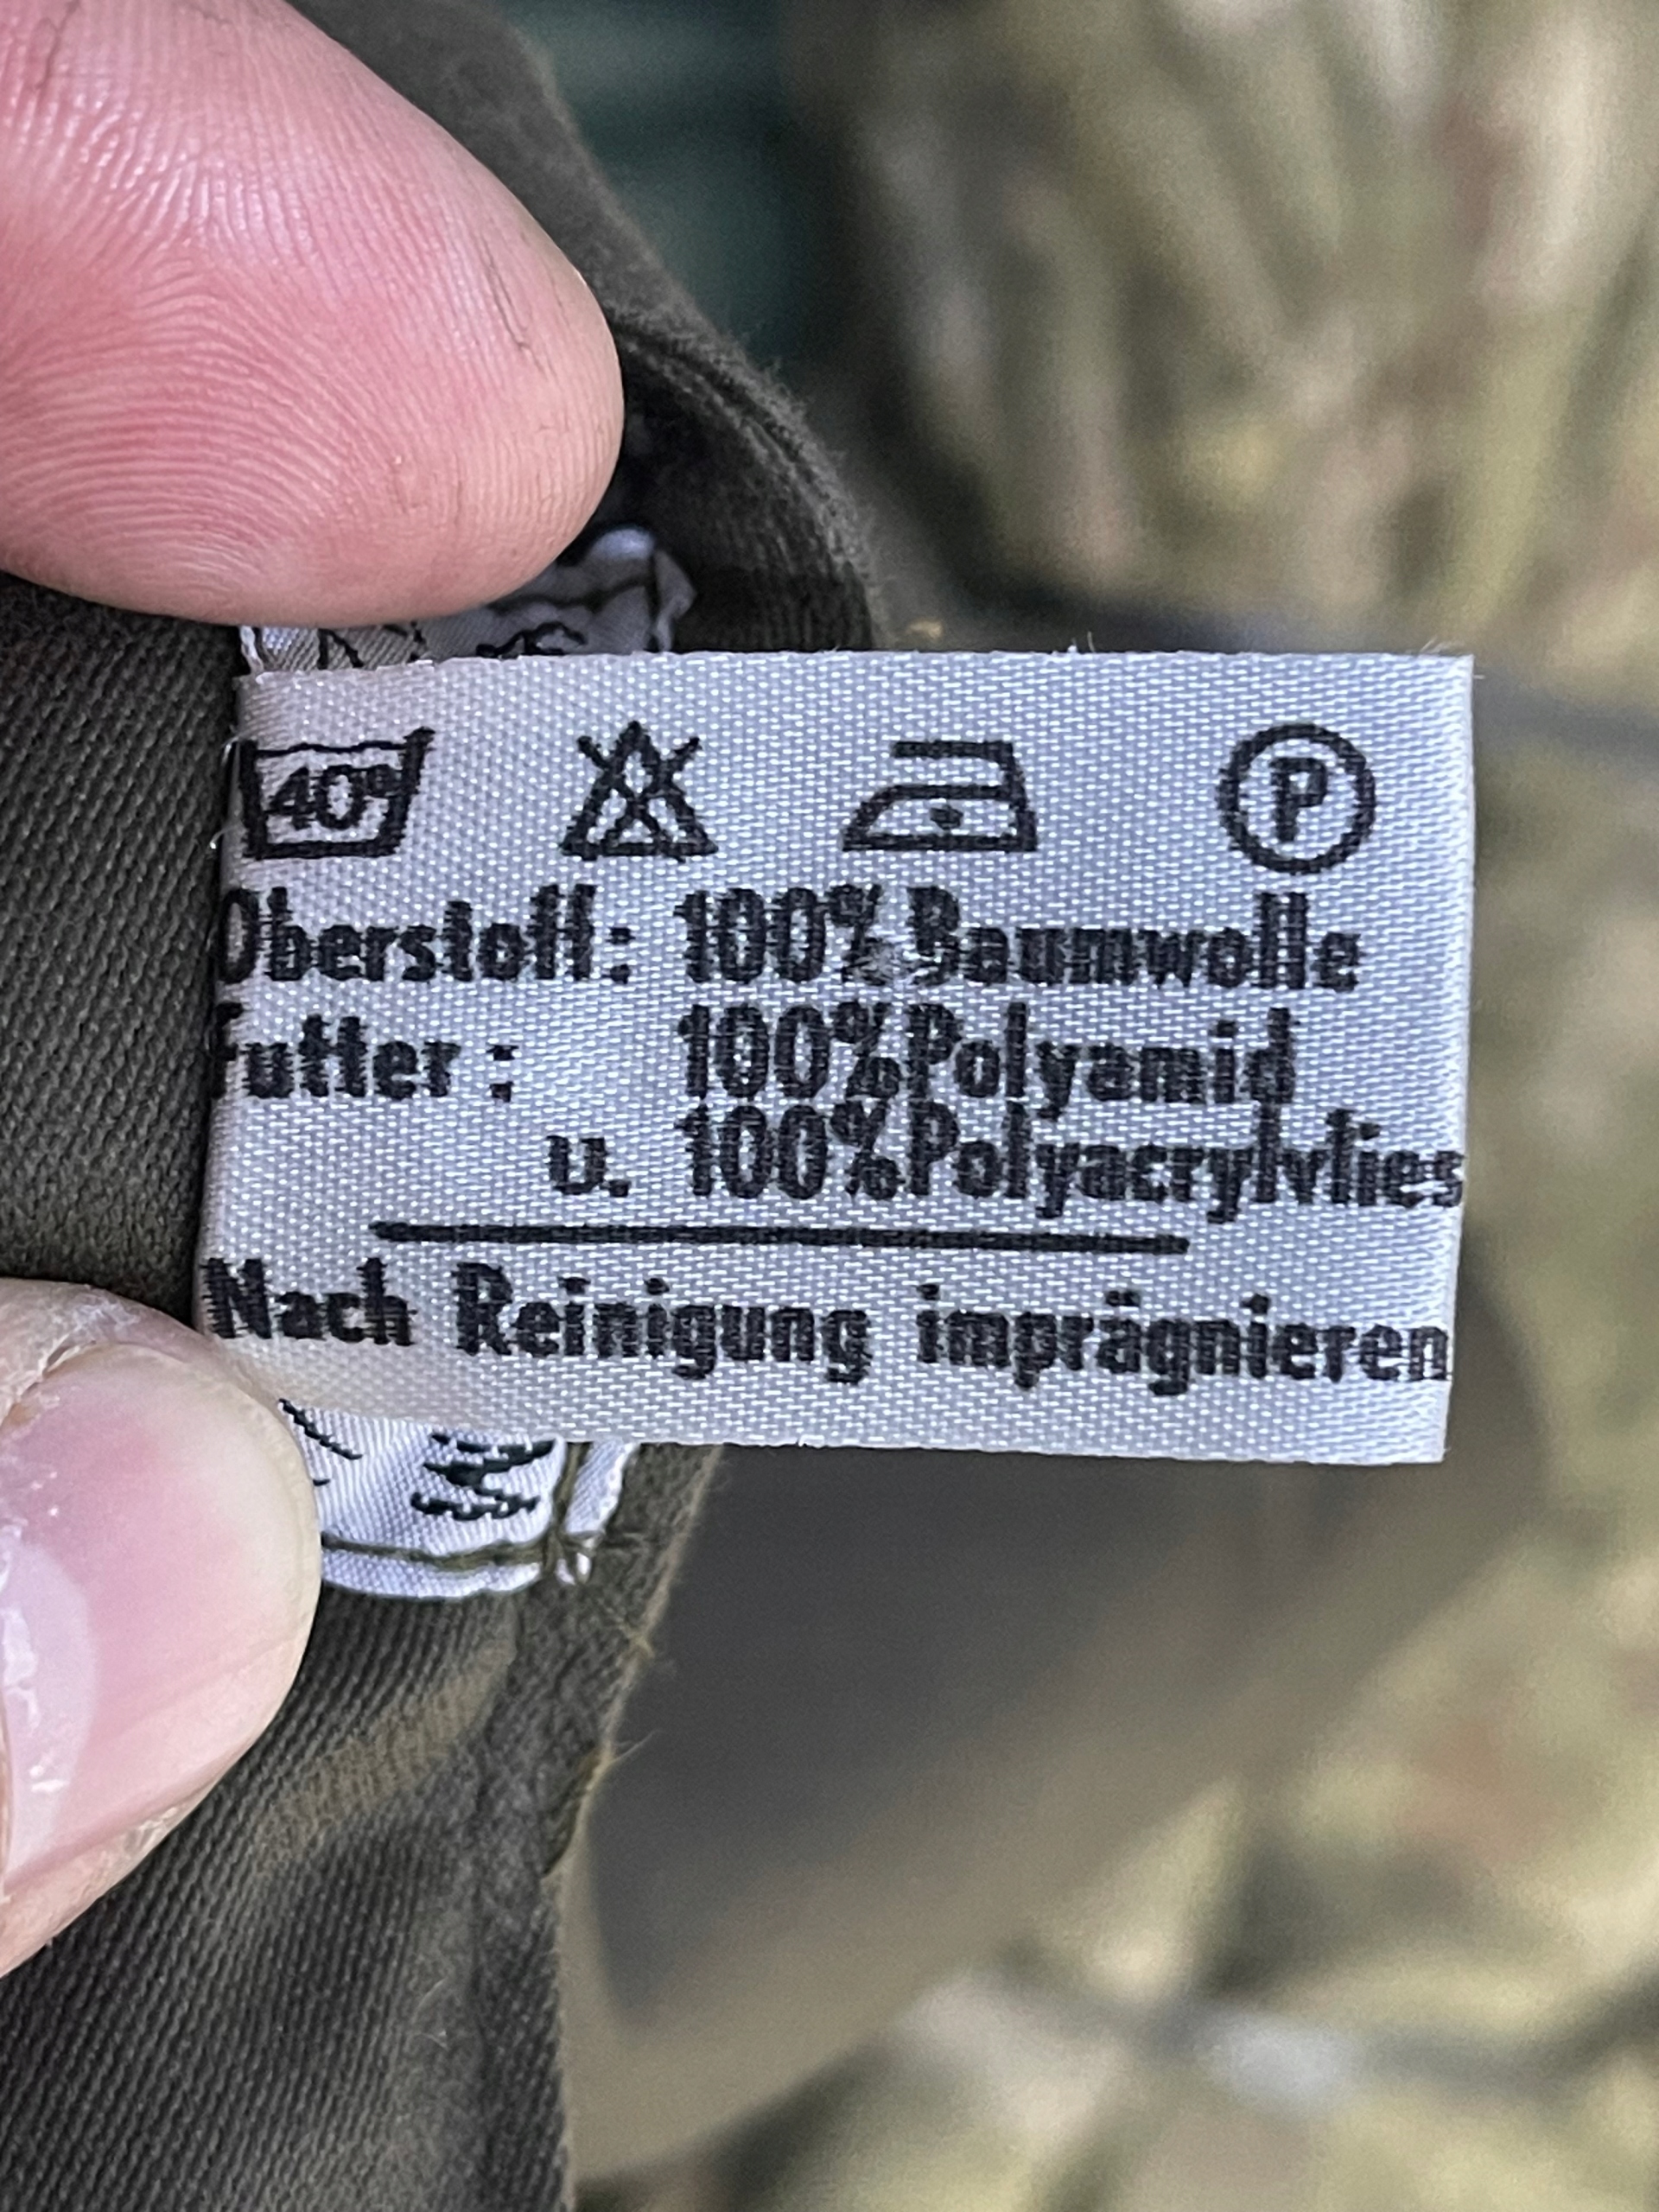 40°
P
Oberstoff: 100% Baumwolle
Futter: 100% Polyamid
u. 100% Polyacrylvlies
Nach Reinigung imprägnieren